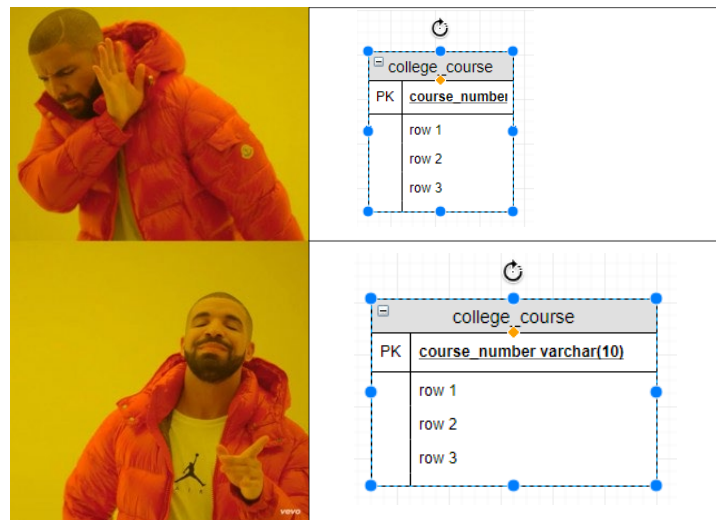 college_course
PK course_number
row 1
row 2
row 3
college_course
PK course_number varchar(10)
row 1
row 2
row 3
vevo